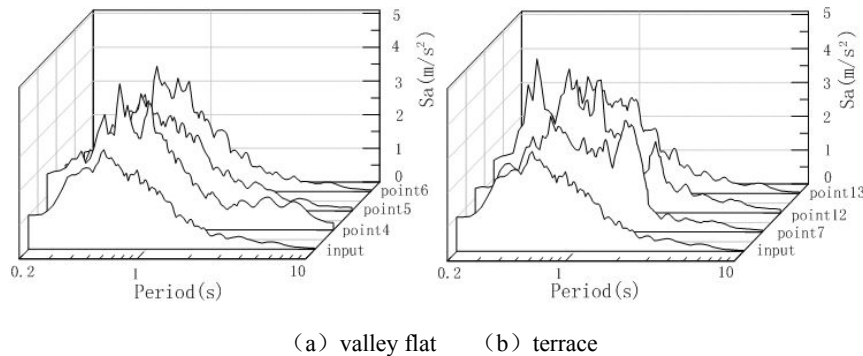 5
4
3
2
1
0
Sa(m/s²)
point6
point5
point4
input
0.2
1
10
Period(s)
5
4
3
2
1
0
Sa(m/s²)
point13
point12
point7
input
0.2
1
10
Period(s)
（a）valley flat （b）terrace